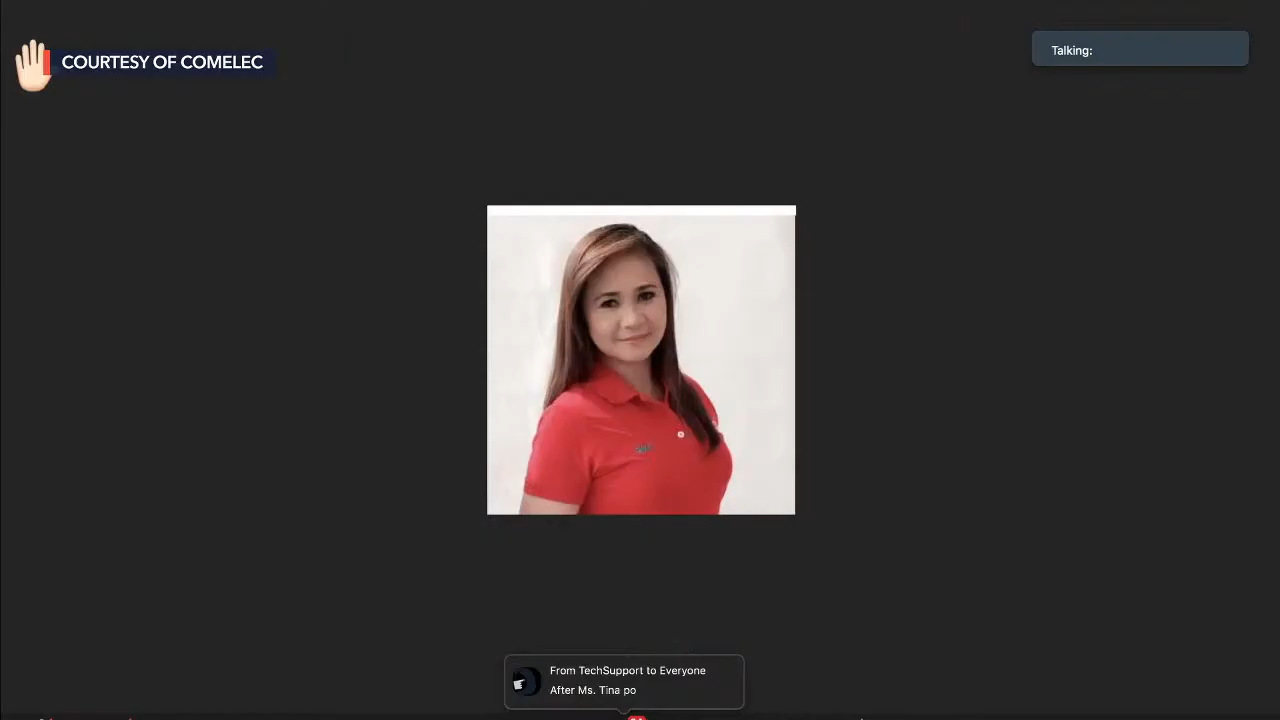 COURTESY OF COMELEC
Talking:
From TechSupport to Everyone
After Ms. Tina po